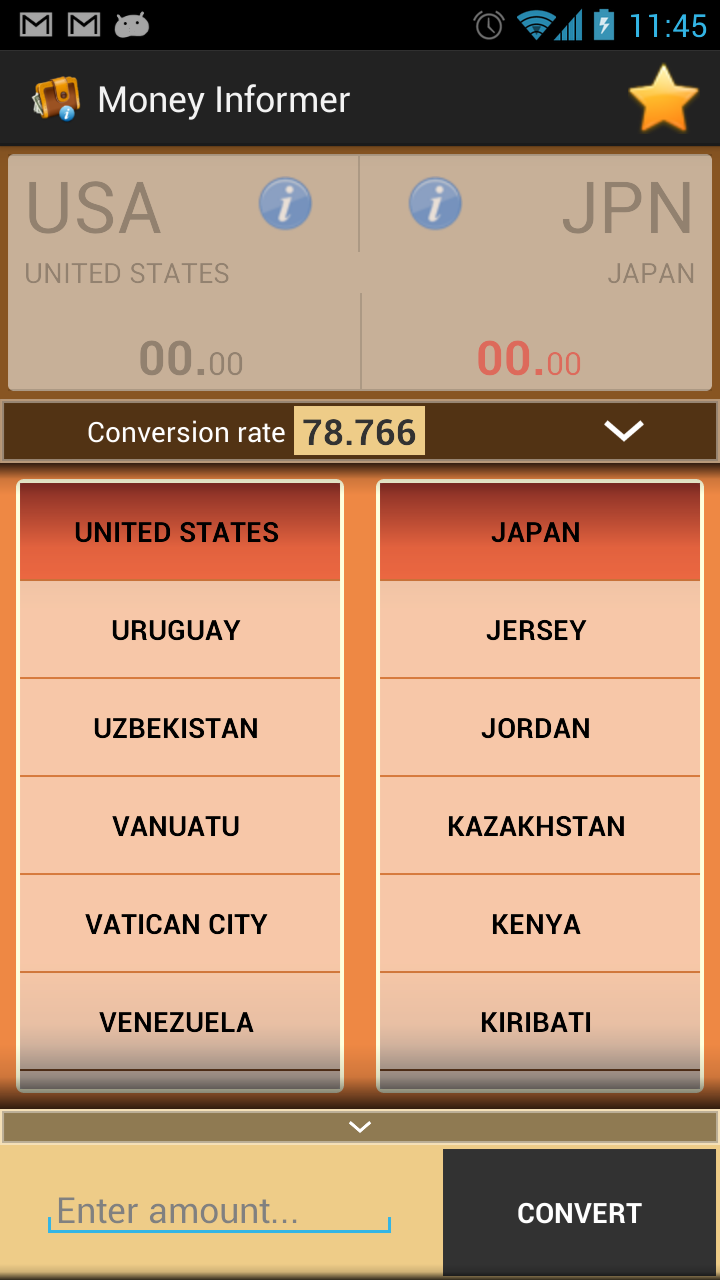 11:45
Money Informer
USA i i JPN
UNITED STATES JAPAN
00.00 00.00
Conversion rate 78.766
UNITED STATES JAPAN
URUGUAY JERSEY
UZBEKISTAN JORDAN
VANUATU KAZAKHSTAN
VATICAN CITY KENYA
VENEZUELA KIRIBATI
Enter amount... CONVERT